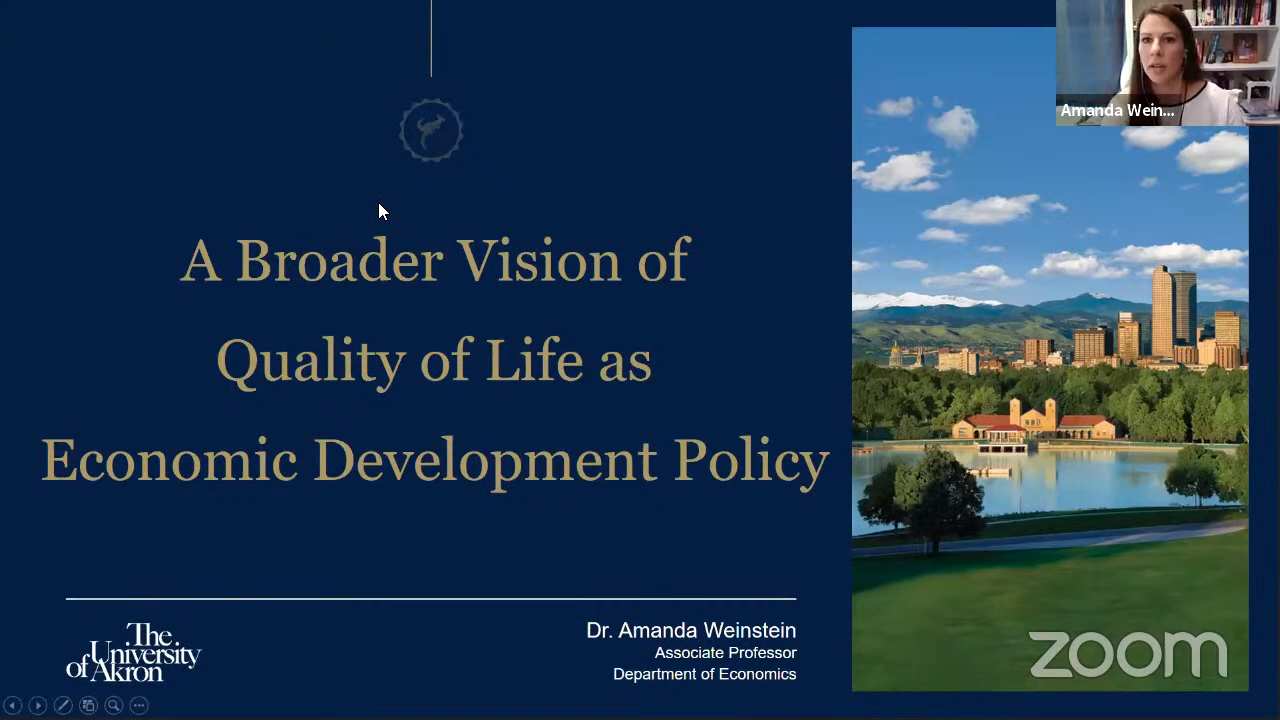 Amanda Wein...
A Broader Vision of
Quality of Life as
Economic Development Policy
The
University
of Akron
Dr. Amanda Weinstein
Associate Professor
Department of Economics
zoom